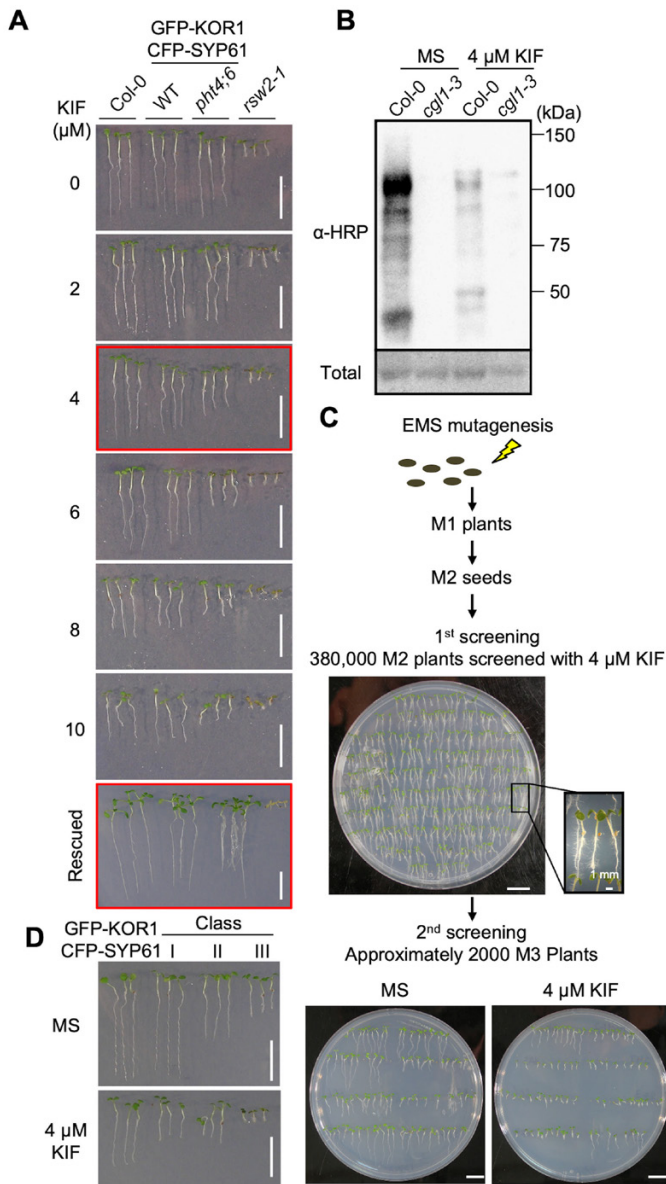 A
GFP-KOR1
CFP-SYP61
KIF
(µM)
Col-0
WT
pht4;6
rsw2-1
0
2
4
6
8
10
Rescued
B
MS
4 µM KIF
Col-0
cgl1-3
Col-0
cgl1-3
(kDa)
150
100
75
50
α-HRP
Total
C
EMS mutagenesis
M1 plants
M2 seeds
1st screening
380,000 M2 plants screened with 4 µM KIF
1 mm
2nd screening
Approximately 2000 M3 Plants
MS
4 µM KIF
D
GFP-KOR1
CFP-SYP61
Class
I
II
III
MS
4 µM
KIF